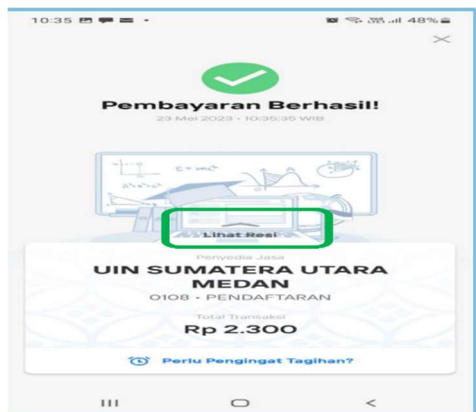 10:35
48%
Pembayaran Berhasil!
23 Mei 2023 • 10:35:35 WIB
Lihat Resi
Penyedia Jasa
UIN SUMATERA UTARA
MEDAN
0108 - PENDAFTARAN
Total Transaksi
Rp 2.300
Perlu Pengingat Tagihan?